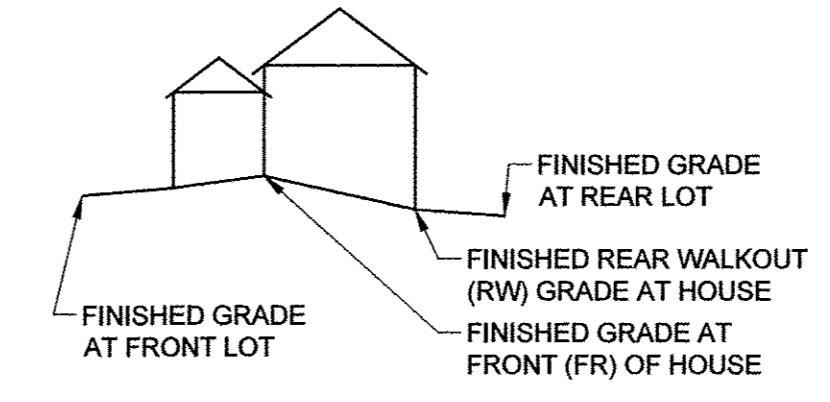 FINISHED GRADE
AT REAR LOT
FINISHED REAR WALKOUT
(RW) GRADE AT HOUSE
FINISHED GRADE
AT FRONT LOT
FINISHED GRADE AT
FRONT (FR) OF HOUSE